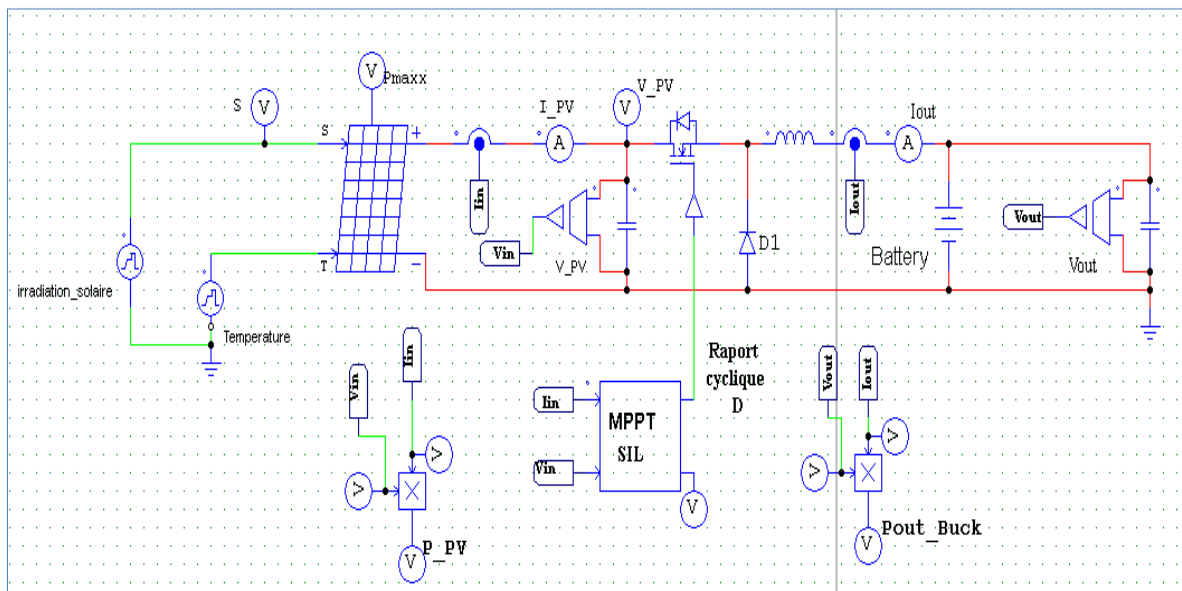 Pmaxx
V
S
V
V_PV
V
I_PV
A
Iout
A
S
+
T
-
Iin
Iout
Vin
V_PV
D1
Battery
Vout
Vout
irradiation_solaire
Temperature
Vin
Iin
V
V
X
P_PV
V
Iin
Vin
MPPT
SIL
V
Raport
cyclique
D
Vout
Iout
V
V
X
Pout_Buck
V